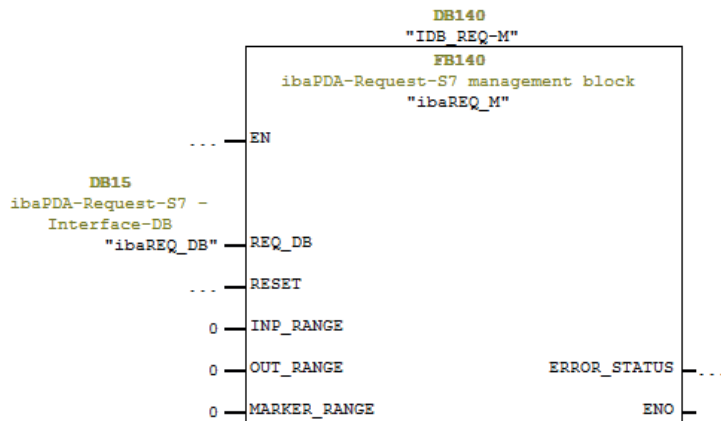 DB140
"IDB_REQ-M"
FB140
ibaPDA-Request-S7 management block
"ibaREQ_M"
... EN
DB15
ibaPDA-Request-S7 -
Interface-DB
"ibaREQ_DB" REQ_DB
... RESET
0 INP_RANGE
0 OUT_RANGE ERROR_STATUS ...
0 MARKER_RANGE ENO